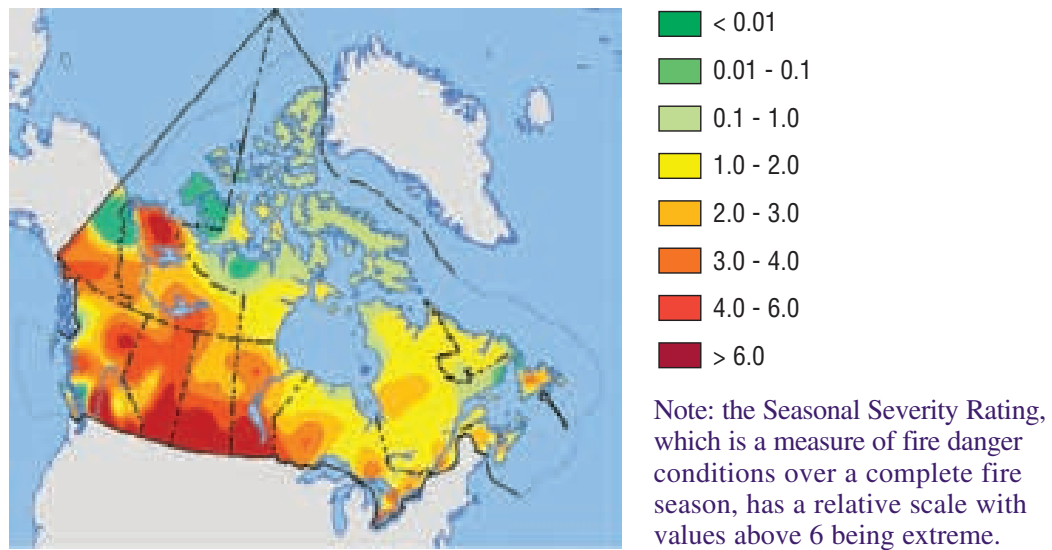 < 0.01
0.01 - 0.1
0.1 - 1.0
1.0 - 2.0
2.0 - 3.0
3.0 - 4.0
4.0 - 6.0
> 6.0
Note: the Seasonal Severity Rating,
which is a measure of fire danger
conditions over a complete fire
season, has a relative scale with
values above 6 being extreme.